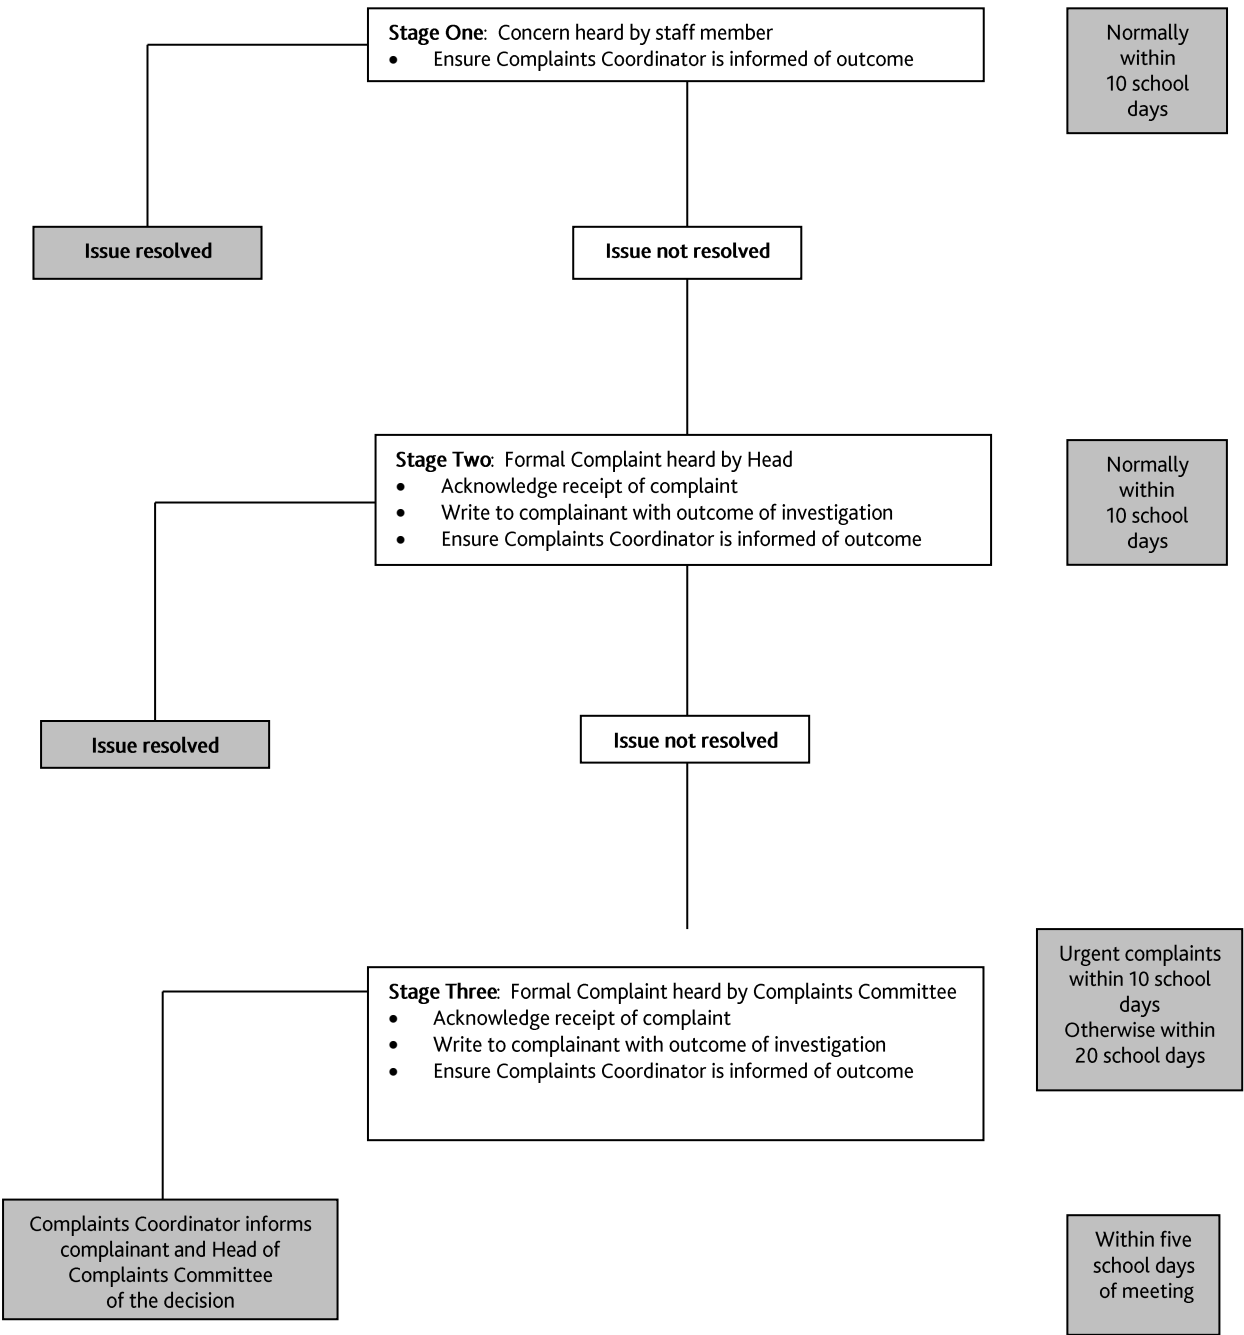 Stage One:  Concern heard by staff member
•  Ensure Complaints Coordinator is informed of outcome
Normally
within
10 school
days
Issue resolved
Issue not resolved
Stage Two:  Formal Complaint heard by Head
•  Acknowledge receipt of complaint
•  Write to complainant with outcome of investigation
•  Ensure Complaints Coordinator is informed of outcome
Normally
within
10 school
days
Issue resolved
Issue not resolved
Stage Three:  Formal Complaint heard by Complaints Committee
•  Acknowledge receipt of complaint
•  Write to complainant with outcome of investigation
•  Ensure Complaints Coordinator is informed of outcome
Urgent complaints
within 10 school
days
Otherwise within
20 school days
Complaints Coordinator informs
complainant and Head of
Complaints Committee
of the decision
Within five
school days
of meeting